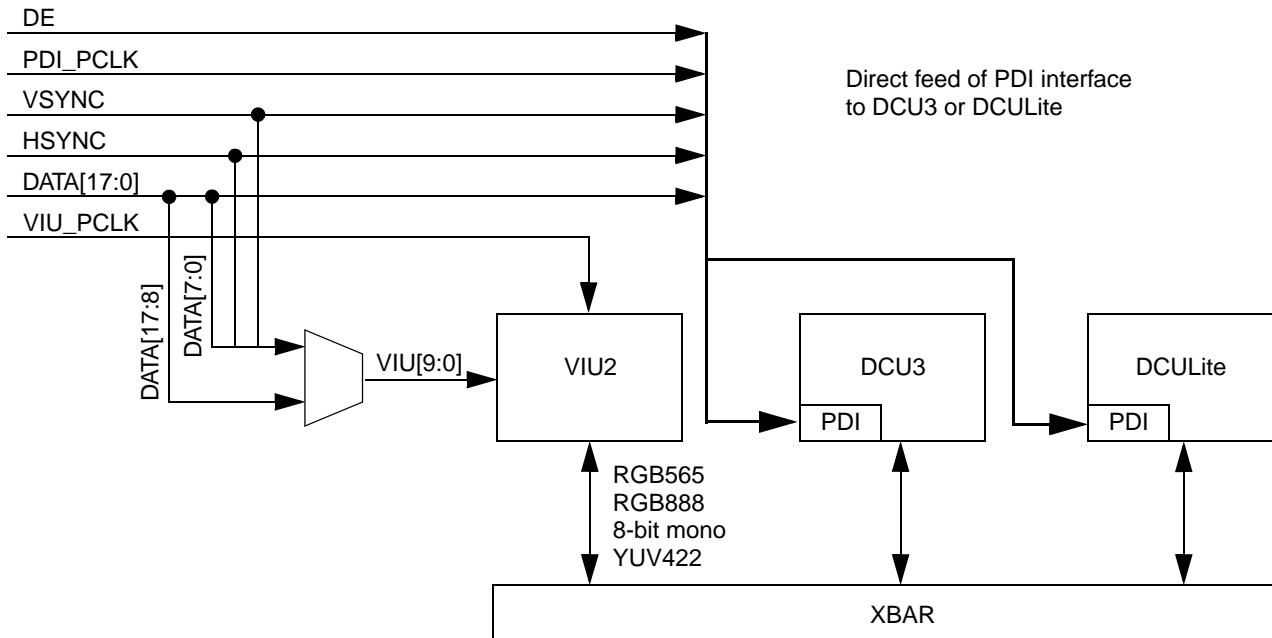 DE
PDI_PCLK
VSYNC
HSYNC
DATA[17:0]
VIU_PCLK
Direct feed of PDI interface
to DCU3 or DCULite
DATA[17:8]
DATA[7:0]
VIU[9:0]
VIU2
DCU3
DCULite
PDI
PDI
RGB565
RGB888
8-bit mono
YUV422
XBAR